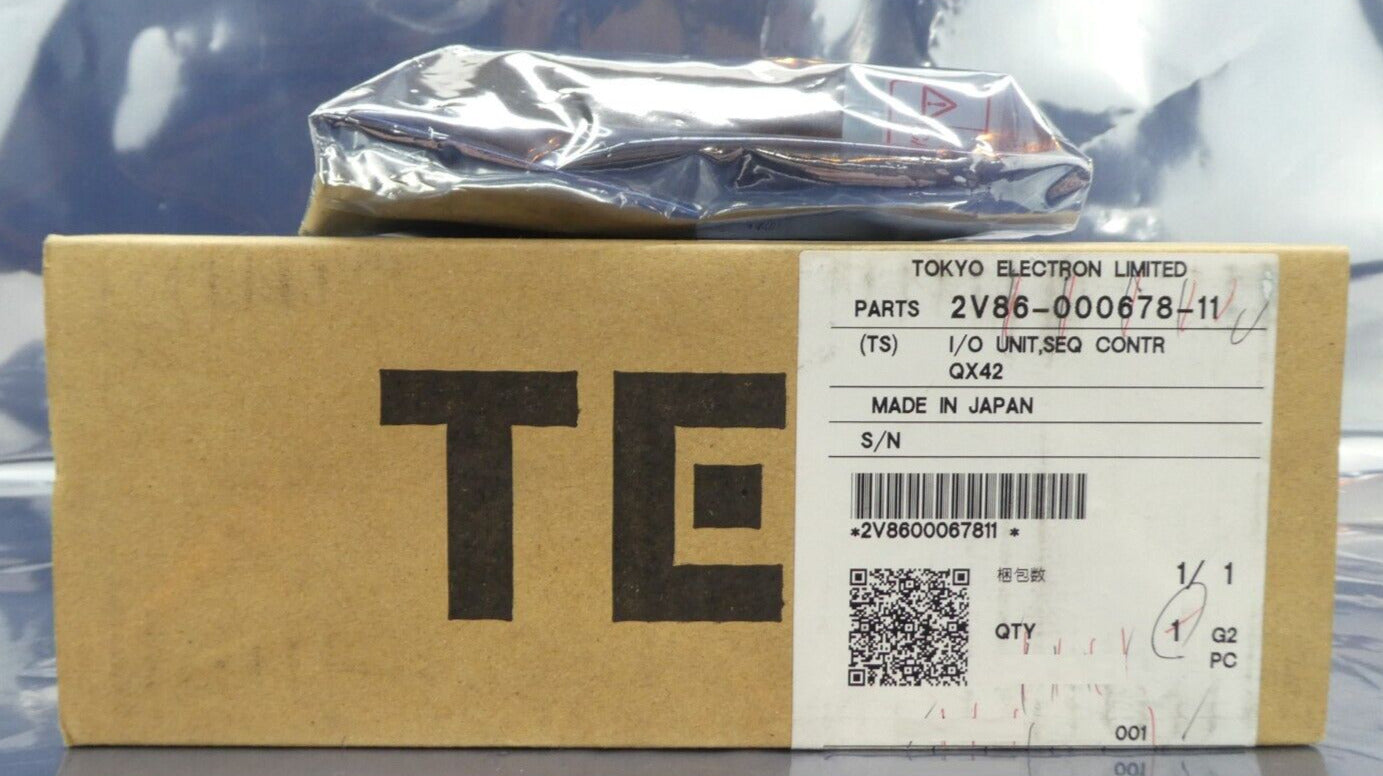 TE
TOKYO ELECTRON LIMITED
PARTS 2V86-000678-11
(TS) I/O UNIT,SEQ CONTR
QX42
MADE IN JAPAN
S/N
*2V8600067811 *
梱包数 1/ 1
QTY 1 G2
PC
001